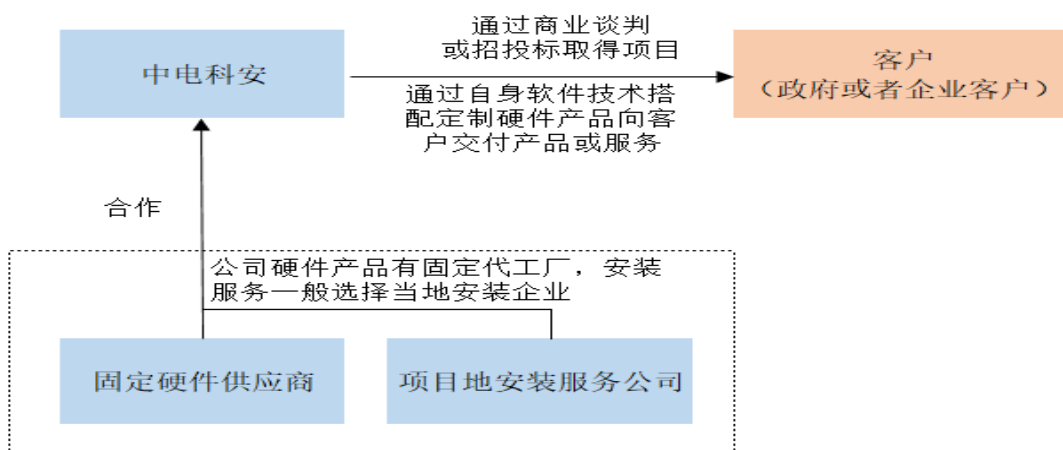 通过商业谈判
或招投标取得项目
中电科安
客户
（政府或者企业客户）
通过自身软件技术搭
配定制硬件产品向客
户交付产品或服务
合作
公司硬件产品有固定代工厂，安装
服务一般选择当地安装企业
固定硬件供应商
项目地安装服务公司